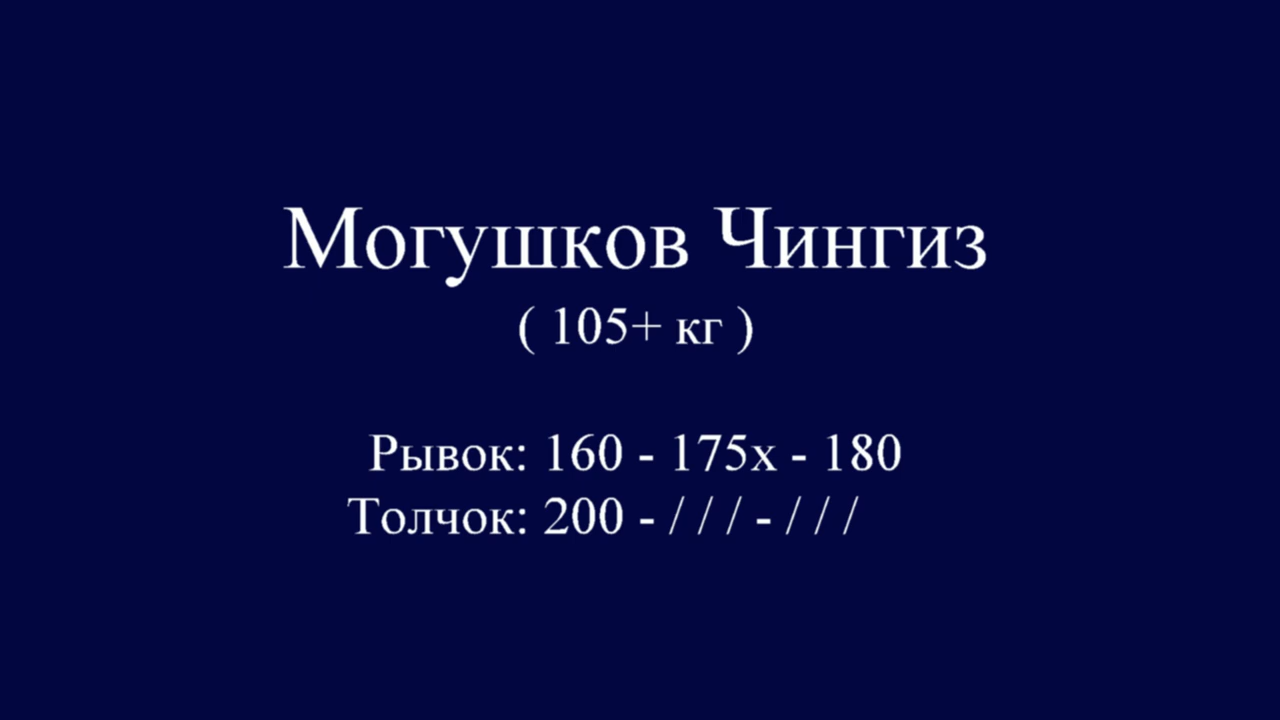 Могушков Чингиз
( 105+ кг )
Рывок: 160 - 175х - 180
Толчок: 200 - / / / - / / /